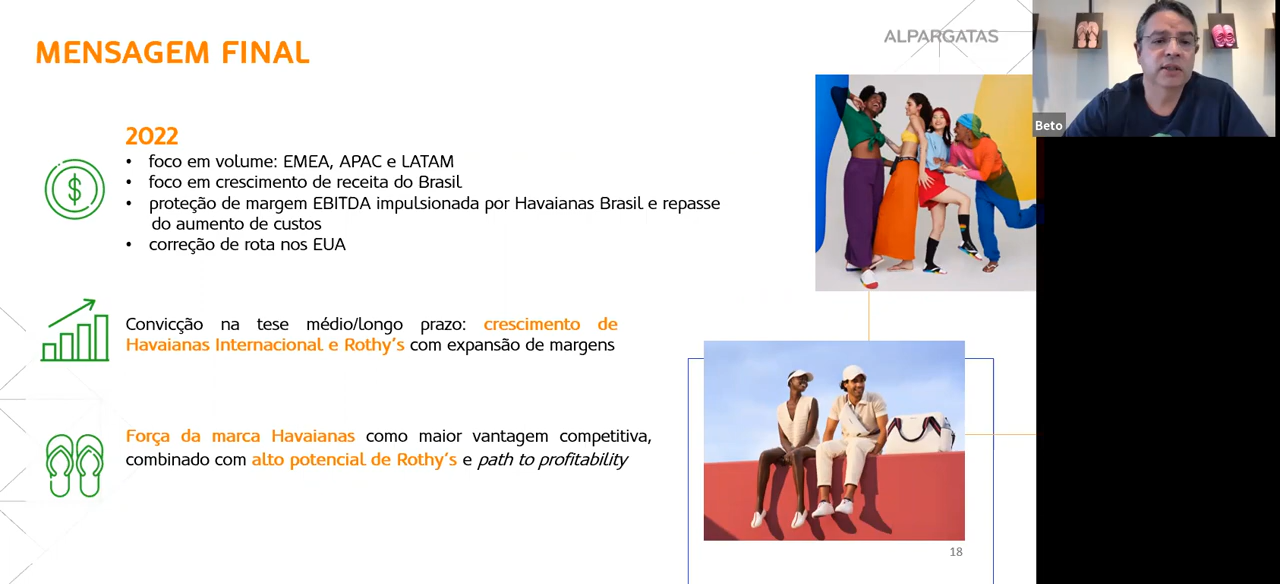 MENSAGEM FINAL
ALPARGATAS
Beto
2022
• foco em volume: EMEA, APAC e LATAM
• foco em crescimento de receita do Brasil
• proteção de margem EBITDA impulsionada por Havaianas Brasil e repasse
do aumento de custos
• correção de rota nos EUA
Convicção na tese médio/longo prazo: crescimento de
Havaianas Internacional e Rothy's com expansão de margens
Força da marca Havaianas como maior vantagem competitiva,
combinado com alto potencial de Rothy's e path to profitability
18